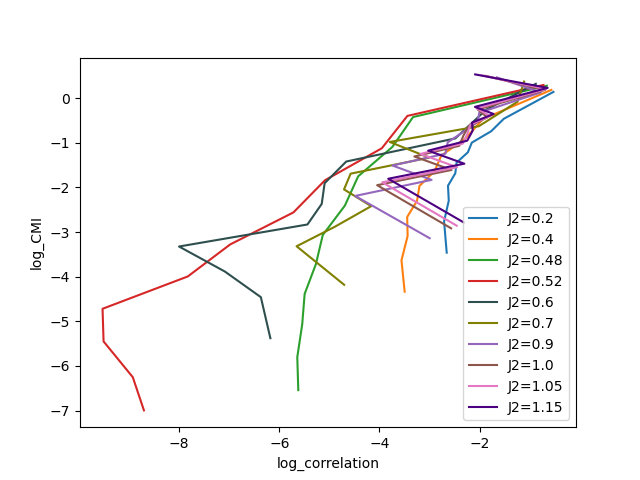 log_CMI
0
−1
−2
−3
−4
−5
−6
−7
−8
−6
−4
−2
log_correlation
J2=0.2
J2=0.4
J2=0.48
J2=0.52
J2=0.6
J2=0.7
J2=0.9
J2=1.0
J2=1.05
J2=1.15